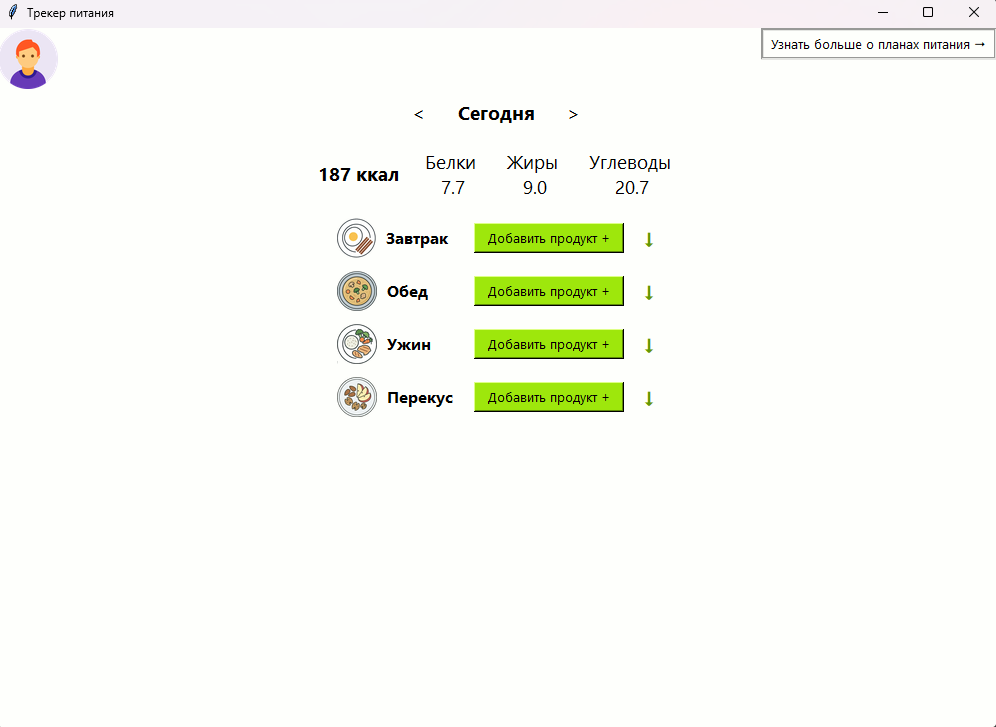 Трекер питания
Узнать больше о планах питания →
< Сегодня >
187 ккал
Белки Жиры Углеводы
7.7 9.0 20.7
Завтрак Добавить продукт + ↓
Обед Добавить продукт + ↓
Ужин Добавить продукт + ↓
Перекус Добавить продукт + ↓